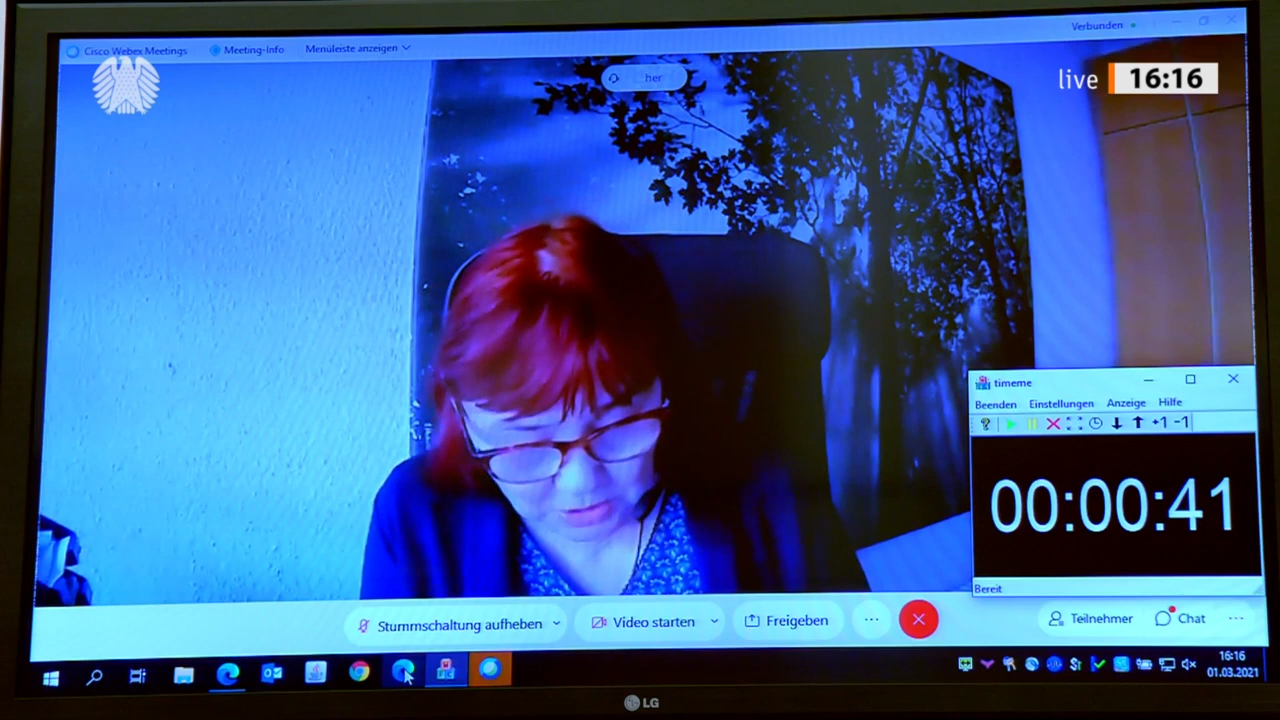 Cisco Webex Meetings Meeting-Info Menüleiste anzeigen Verbunden
her
live 16:16
timeme
Beenden Einstellungen Anzeige Hilfe
+1 -1
00:00:41
Bereit
Stummschaltung aufheben Video starten Freigeben ... Teilnehmer Chat ...
16:16
01.03.2021
LG